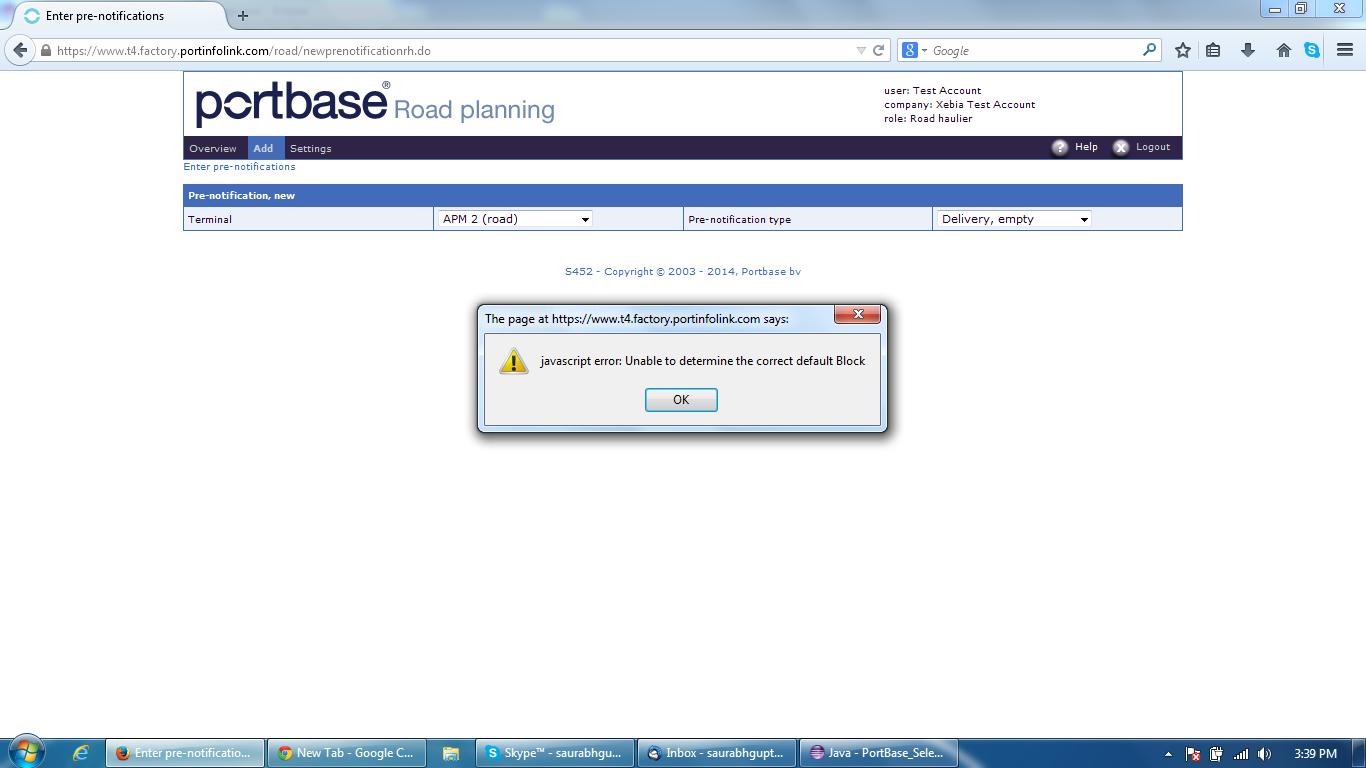 Enter pre-notifications
https://www.t4.factory.portinfolink.com/road/newprenotificationrh.do
Google
portbase® Road planning
user: Test Account
company: Xebia Test Account
role: Road haulier
Overview Add Settings
? Help X Logout
Enter pre-notifications
Pre-notification, new
Terminal APM 2 (road) Pre-notification type Delivery, empty
S452 - Copyright © 2003 - 2014, Portbase bv
The page at https://www.t4.factory.portinfolink.com says:
javascript error: Unable to determine the correct default Block
OK
Enter pre-notificatio... New Tab - Google C... Skype™ - saurabhgu... Inbox - saurabhgupt... Java - PortBase_Sele... 3:39 PM